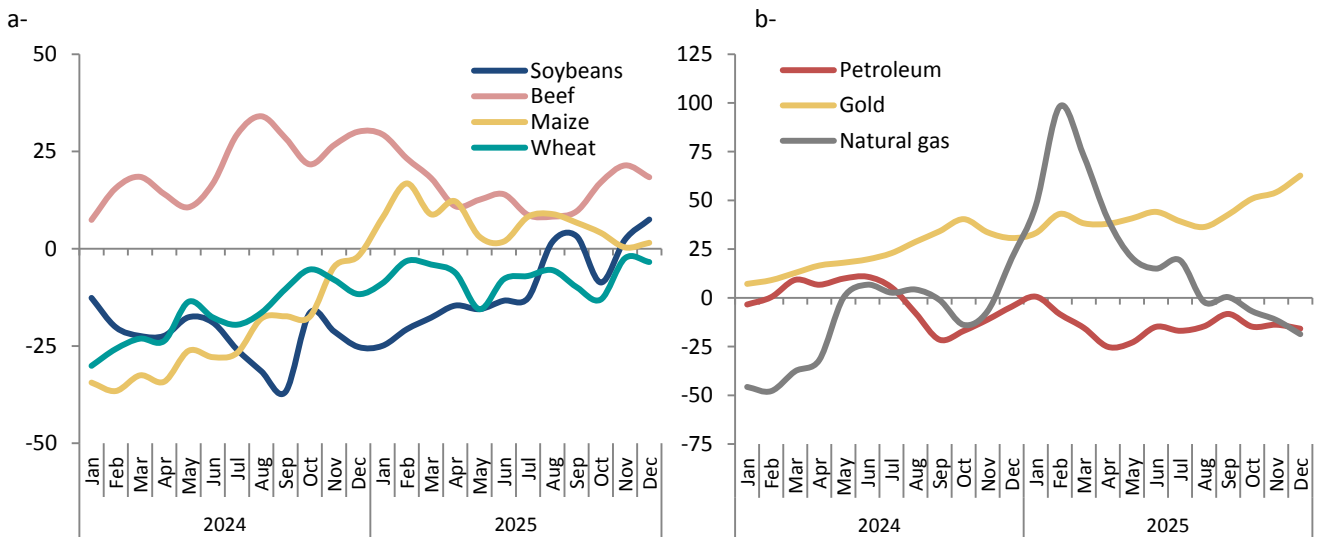 a-
50
25
0
-25
-50
Soybeans
Beef
Maize
Wheat
Jan Feb Mar Apr May Jun Jul Aug Sep Oct Nov Dec Jan Feb Mar Apr May Jun Jul Aug Sep Oct Nov Dec
2024 2025
b-
125
100
75
50
25
0
-25
-50
-75
Petroleum
Gold
Natural gas
Jan Feb Mar Apr May Jun Jul Aug Sep Oct Nov Dec Jan Feb Mar Apr May Jun Jul Aug Sep Oct Nov Dec
2024 2025